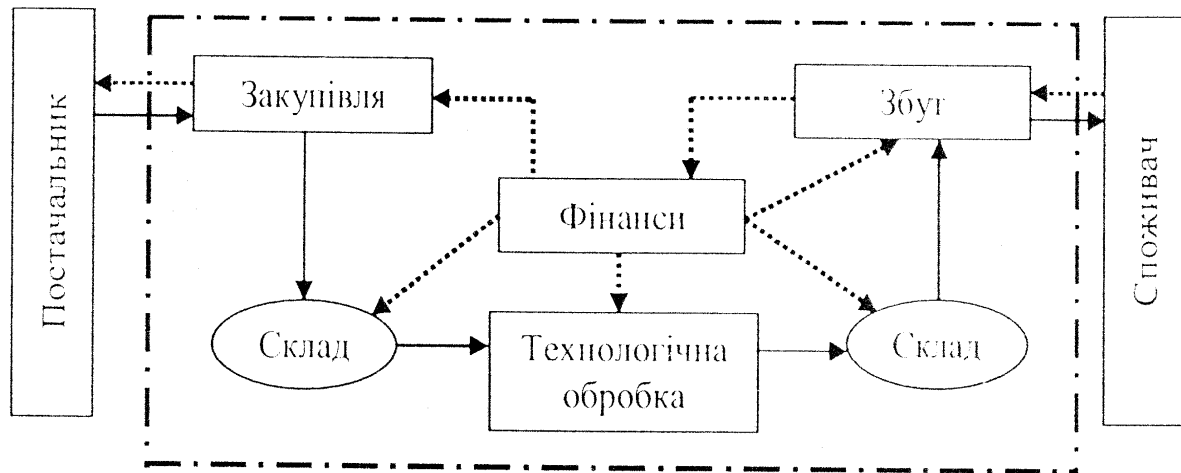 Постачальник
Закупівля
Збут
Фінанси
Склад
Технологічна
обробка
Склад
Споживач